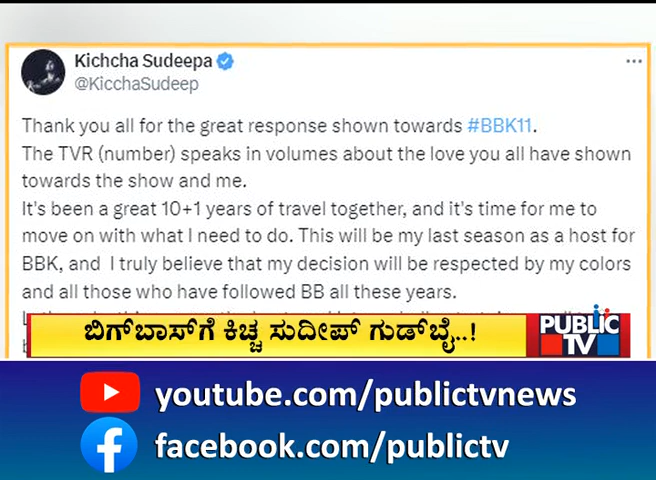 Kichcha Sudeepa
@KicchaSudeep
Thank you all for the great response shown towards #BBK11.
The TVR (number) speaks in volumes about the love you all have shown
towards the show and me.
It's been a great 10+1 years of travel together, and it's time for me to
move on with what I need to do. This will be my last season as a host for
BBK, and I truly believe that my decision will be respected by my colors
and all those who have followed BB all these years.
ಬಿಗ್‌ಬಾಸ್‌ಗೆ ಕಿಚ್ಚ ಸುದೀಪ್ ಗುಡ್‌ಬೈ..!
PUBLIC
TV
youtube.com/publictvnews
facebook.com/publictv